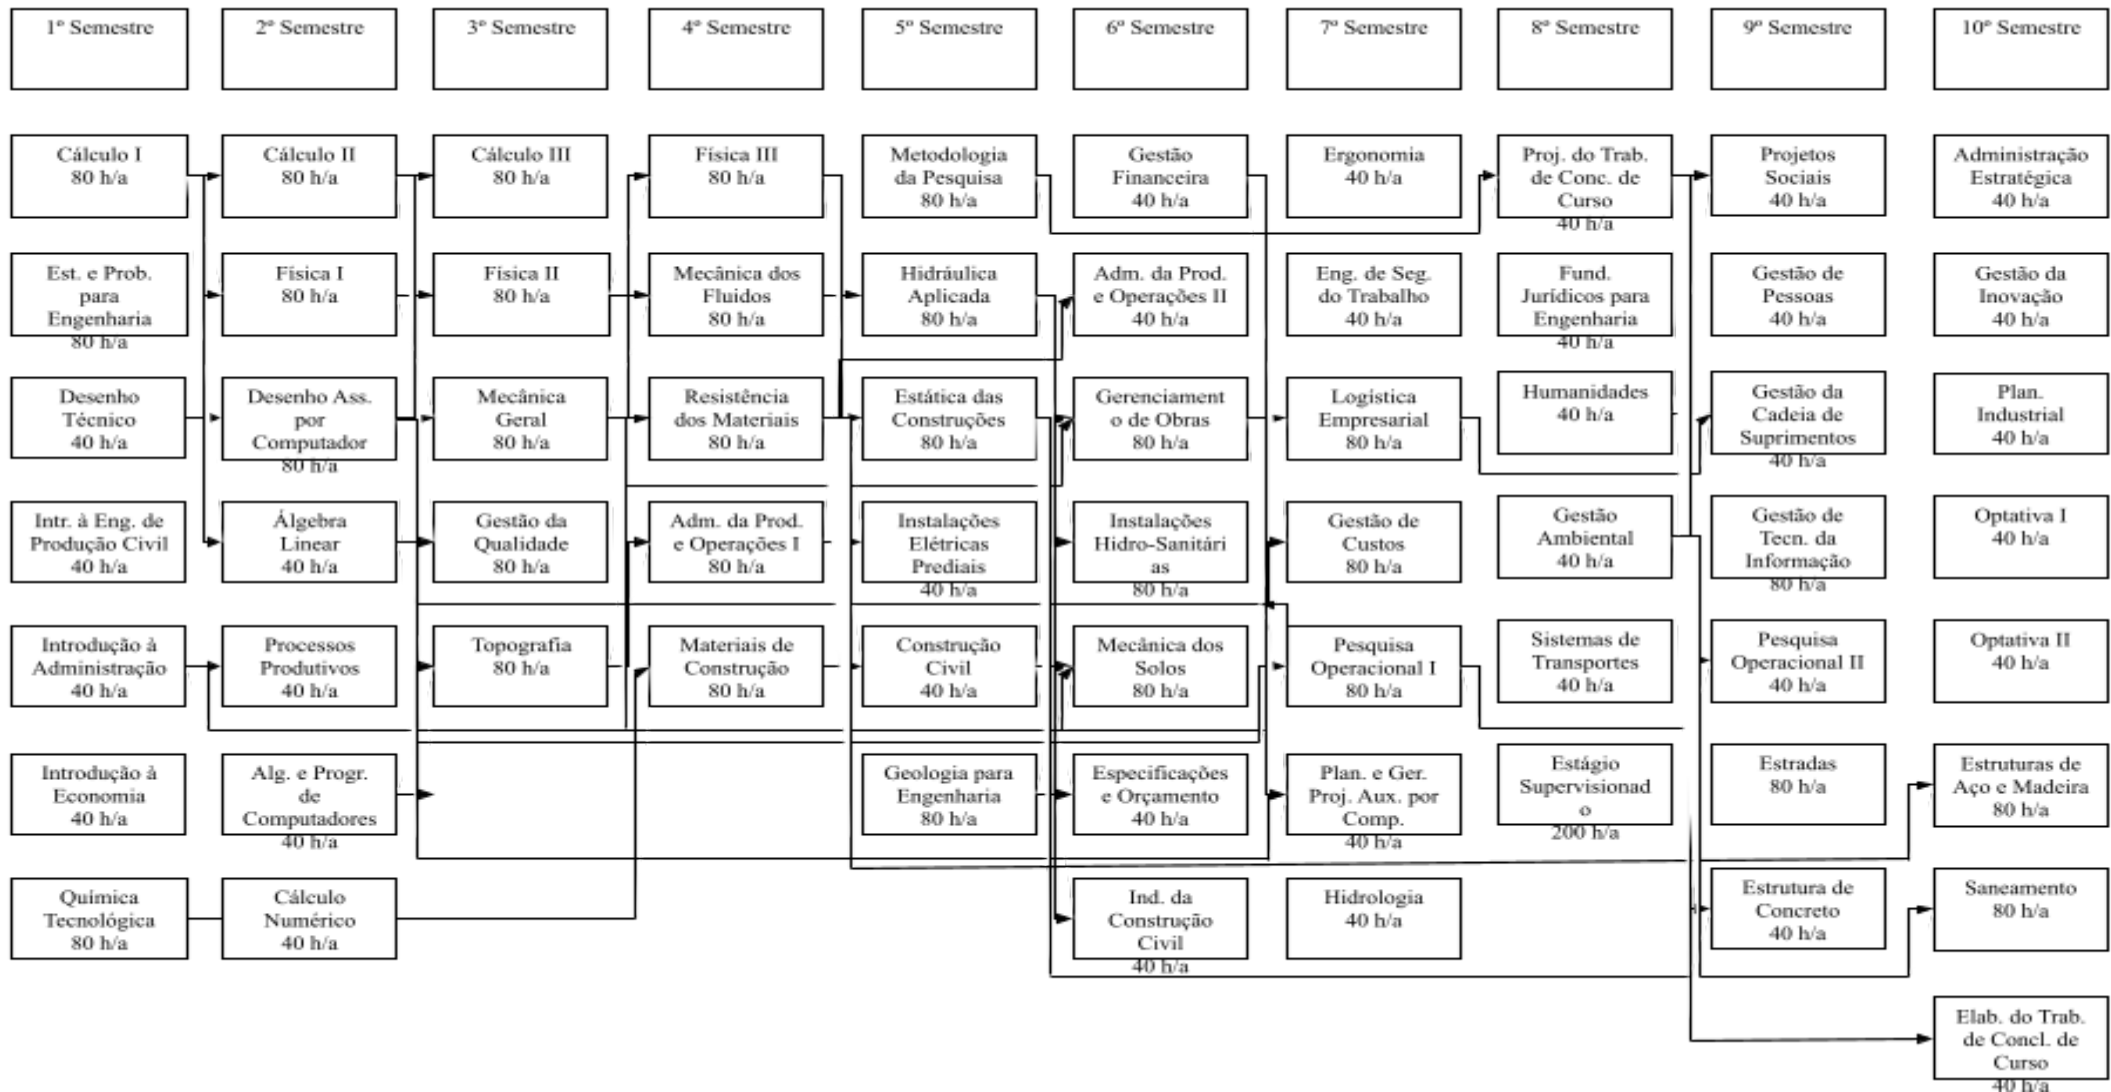 1º Semestre
2º Semestre
3º Semestre
4º Semestre
5º Semestre
6º Semestre
7º Semestre
8º Semestre
9º Semestre
10º Semestre
Cálculo I
80 h/a
Cálculo II
80 h/a
Cálculo III
80 h/a
Física III
80 h/a
Metodologia
da Pesquisa
80 h/a
Gestão
Financeira
40 h/a
Ergonomia
40 h/a
Proj. do Trab.
de Conc. de
Curso
40 h/a
Projetos
Sociais
40 h/a
Administração
Estratégica
40 h/a
Est. e Prob.
para
Engenharia
80 h/a
Física I
80 h/a
Física II
80 h/a
Mecânica dos
Fluidos
80 h/a
Hidráulica
Aplicada
80 h/a
Adm. da Prod.
e Operações II
40 h/a
Eng. de Seg.
do Trabalho
40 h/a
Fund.
Jurídicos para
Engenharia
40 h/a
Gestão de
Pessoas
40 h/a
Gestão da
Inovação
40 h/a
Desenho
Técnico
40 h/a
Desenho Ass.
por
Computador
80 h/a
Mecânica
Geral
80 h/a
Resistência
dos Materiais
80 h/a
Estática das
Construções
80 h/a
Gerenciament
o de Obras
80 h/a
Logística
Empresarial
80 h/a
Humanidades
40 h/a
Gestão da
Cadeia de
Suprimentos
40 h/a
Plan.
Industrial
40 h/a
Intr. à Eng. de
Produção Civil
40 h/a
Álgebra
Linear
40 h/a
Gestão da
Qualidade
80 h/a
Adm. da Prod.
e Operações I
80 h/a
Instalações
Elétricas
Prediais
40 h/a
Instalações
Hidro-Sanitári
as
80 h/a
Gestão de
Custos
80 h/a
Gestão
Ambiental
40 h/a
Gestão de
Tecn. da
Informação
80 h/a
Optativa I
40 h/a
Introdução à
Administração
40 h/a
Processos
Produtivos
40 h/a
Topografia
80 h/a
Materiais de
Construção
80 h/a
Construção
Civil
40 h/a
Mecânica dos
Solos
80 h/a
Pesquisa
Operacional I
80 h/a
Sistemas de
Transportes
40 h/a
Pesquisa
Operacional II
40 h/a
Optativa II
40 h/a
Introdução à
Economia
40 h/a
Alg. e Progr.
de
Computadores
40 h/a
Geologia para
Engenharia
80 h/a
Especificações
e Orçamento
40 h/a
Plan. e Ger.
Proj. Aux. por
Comp.
40 h/a
Estágio
Supervisionad
o
200 h/a
Estradas
80 h/a
Estruturas de
Aço e Madeira
80 h/a
Química
Tecnológica
80 h/a
Cálculo
Numérico
40 h/a
Ind. da
Construção
Civil
40 h/a
Hidrologia
40 h/a
Estrutura de
Concreto
40 h/a
Saneamento
80 h/a
Elab. do Trab.
de Concl. de
Curso
40 h/a